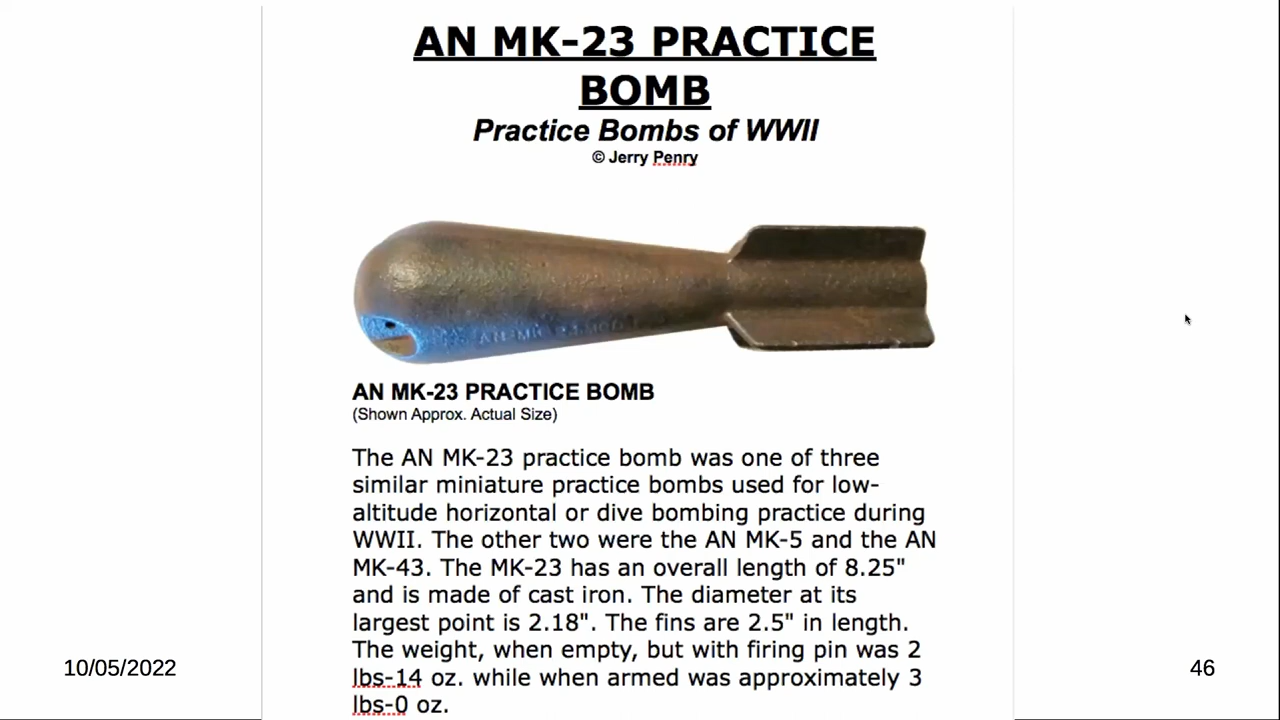 AN MK-23 PRACTICE
BOMB
Practice Bombs of WWII
© Jerry Penry
AN MK-23
AN MK-23 PRACTICE BOMB
(Shown Approx. Actual Size)
The AN MK-23 practice bomb was one of three
similar miniature practice bombs used for low-
altitude horizontal or dive bombing practice during
WWII. The other two were the AN MK-5 and the AN
MK-43. The MK-23 has an overall length of 8.25"
and is made of cast iron. The diameter at its
largest point is 2.18". The fins are 2.5" in length.
The weight, when empty, but with firing pin was 2
lbs-14 oz. while when armed was approximately 3
lbs-0 oz.
10/05/2022
46